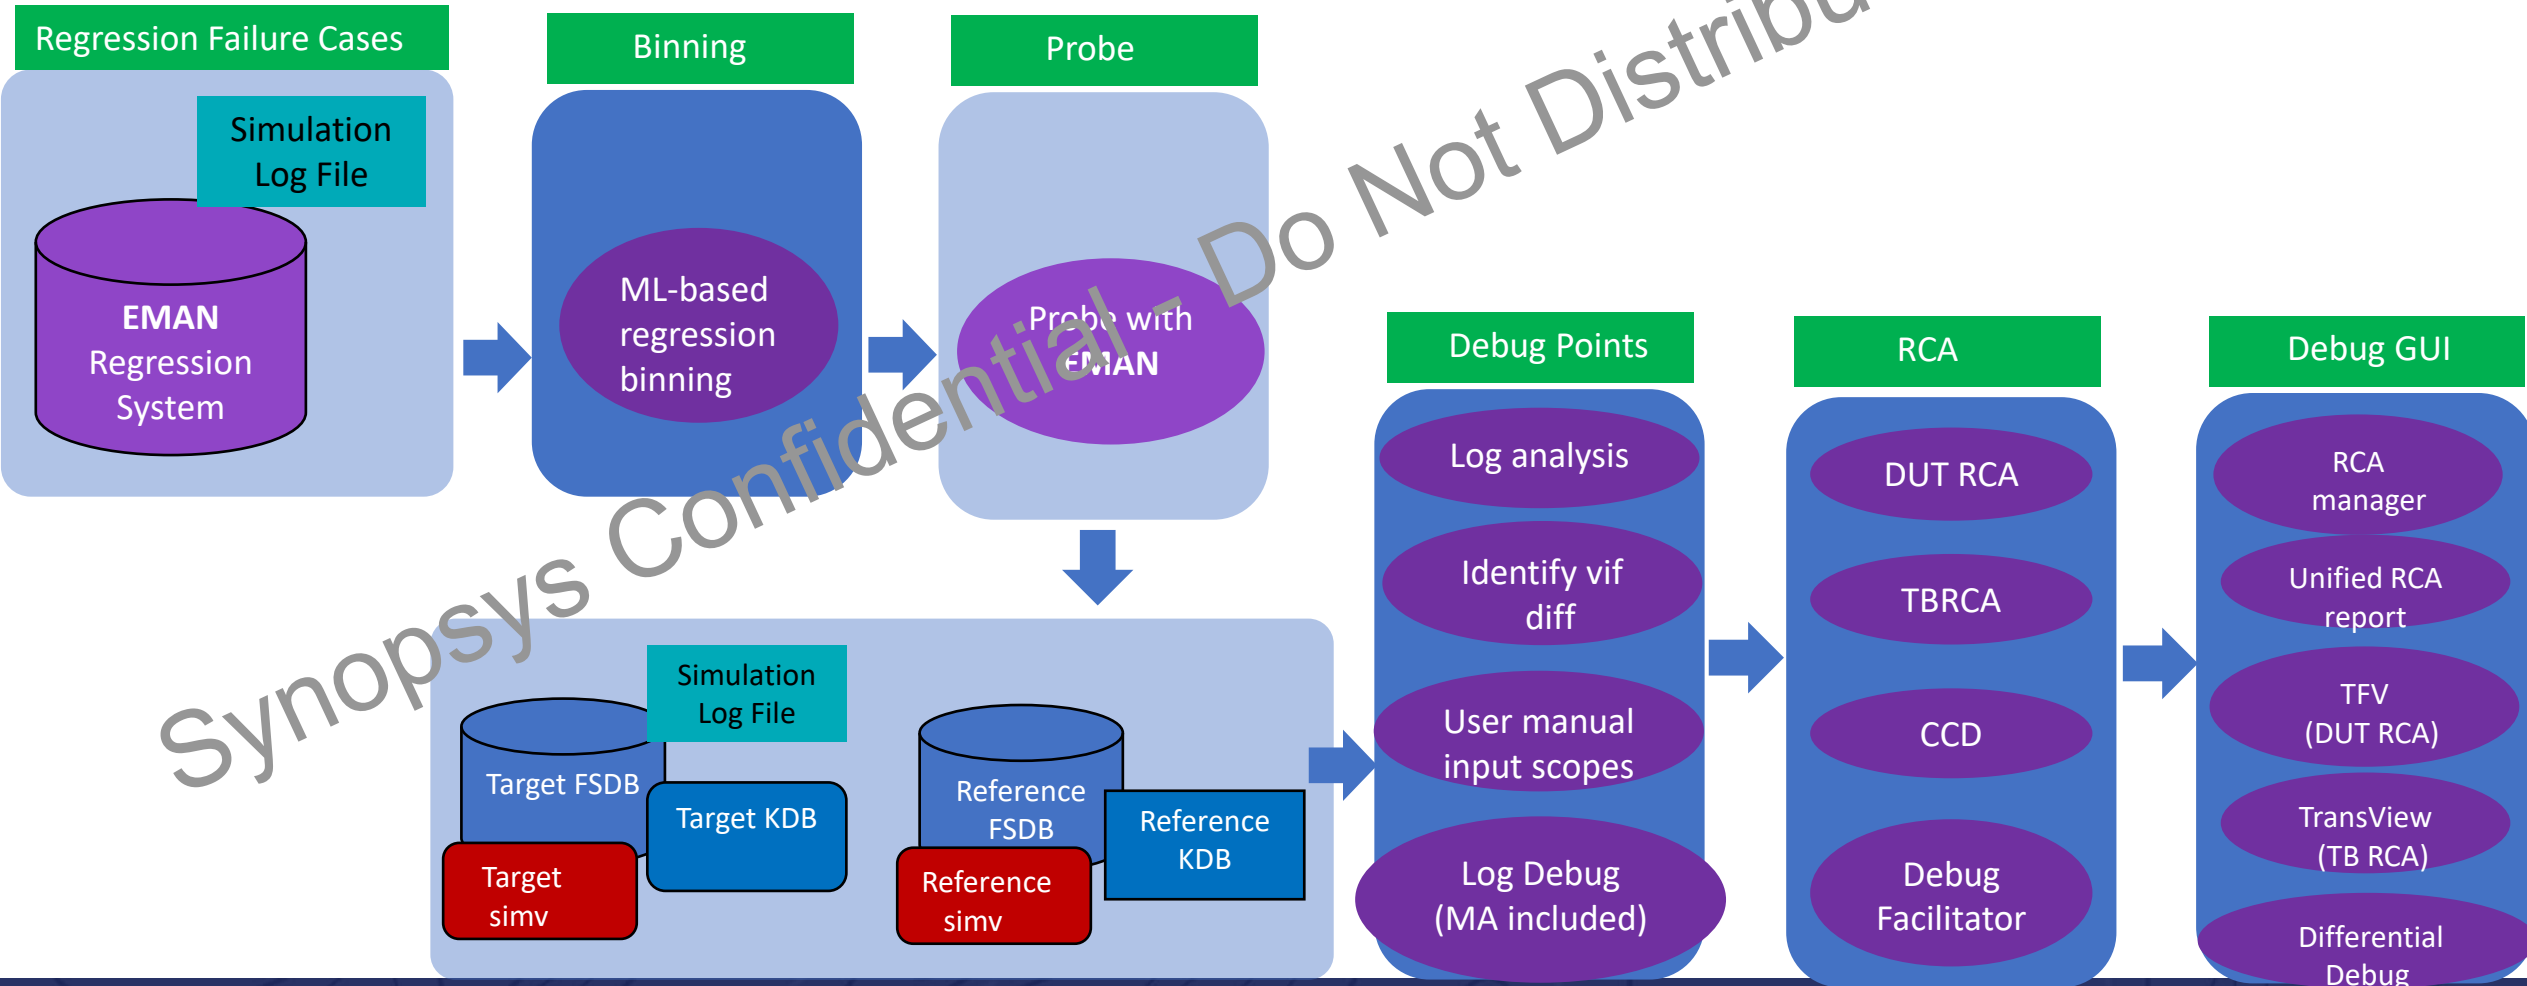 Regression Failure Cases
Simulation
Log File
EMAN
Regression
System
Binning
ML-based
regression
binning
Probe
Probe with
EMAN
Synopsys Confidential - Do Not Distribu
Simulation
Log File
Target FSDB
Target KDB
Target
simv
Reference
FSDB
Reference
KDB
Reference
simv
Debug Points
Log analysis
Identify vif
diff
User manual
input scopes
Log Debug
(MA included)
RCA
DUT RCA
TBRCA
CCD
Debug
Facilitator
Debug GUI
RCA
manager
Unified RCA
report
TFV
(DUT RCA)
TransView
(TB RCA)
Differential
Debug